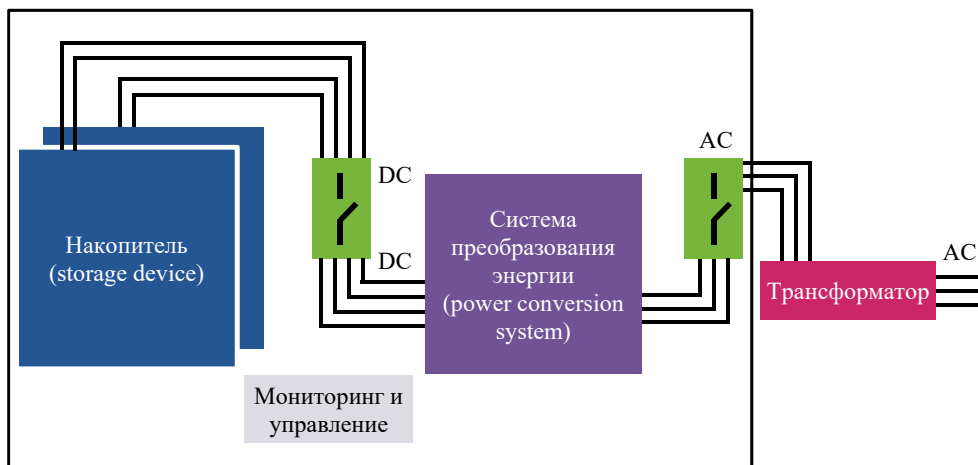 Накопитель
(storage device)
DC
DC
Система
преобразования
энергии
(power conversion
system)
AC
AC
Трансформатор
Мониторинг и
управление